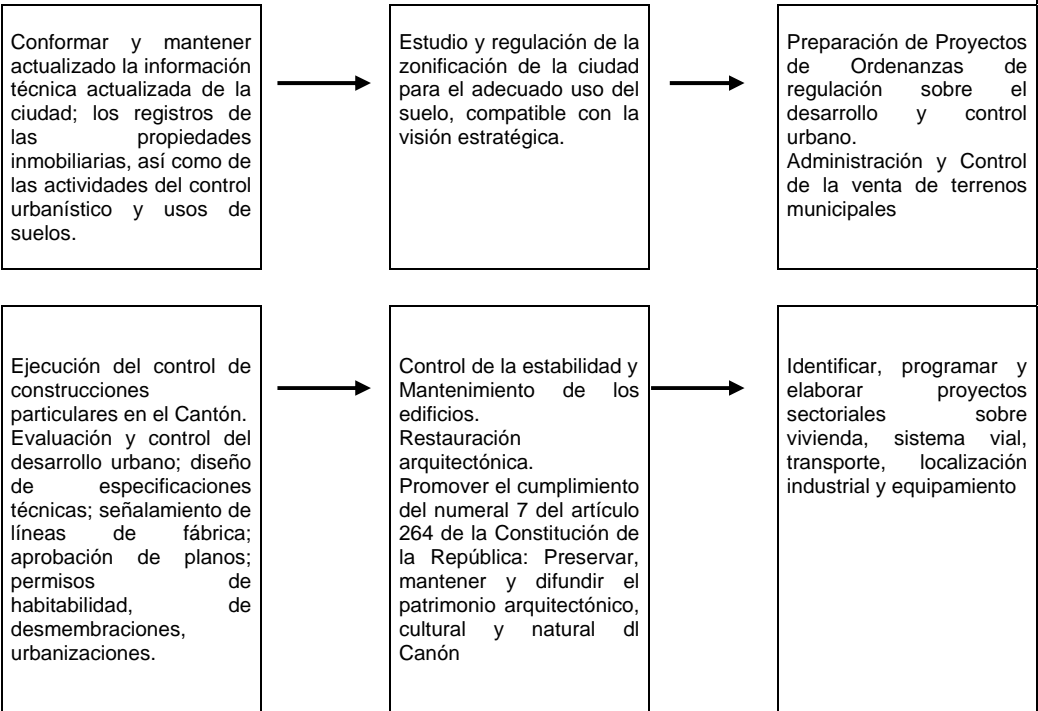 Conformar y mantener
actualizado la información
técnica actualizada de la
ciudad; los registros de
las propiedades
inmobiliarias, así como de
las actividades del control
urbanístico y usos de
suelos.
Estudio y regulación de la
zonificación de la ciudad
para el adecuado uso del
suelo, compatible con la
visión estratégica.
Preparación de Proyectos
de Ordenanzas de
regulación sobre el
desarrollo y control
urbano.
Administración y Control
de la venta de terrenos
municipales
Ejecución del control de
construcciones
particulares en el Cantón.
Evaluación y control del
desarrollo urbano; diseño
de especificaciones
técnicas; señalamiento de
líneas de fábrica;
aprobación de planos;
permisos de
habitabilidad, de
desmembraciones,
urbanizaciones.
Control de la estabilidad y
Mantenimiento de los
edificios.
Restauración
arquitectónica.
Promover el cumplimiento
del numeral 7 del artículo
264 de la Constitución de
la República: Preservar,
mantener y difundir el
patrimonio arquitectónico,
cultural y natural dl
Canón
Identificar, programar y
elaborar proyectos
sectoriales sobre
vivienda, sistema vial,
transporte, localización
industrial y equipamiento